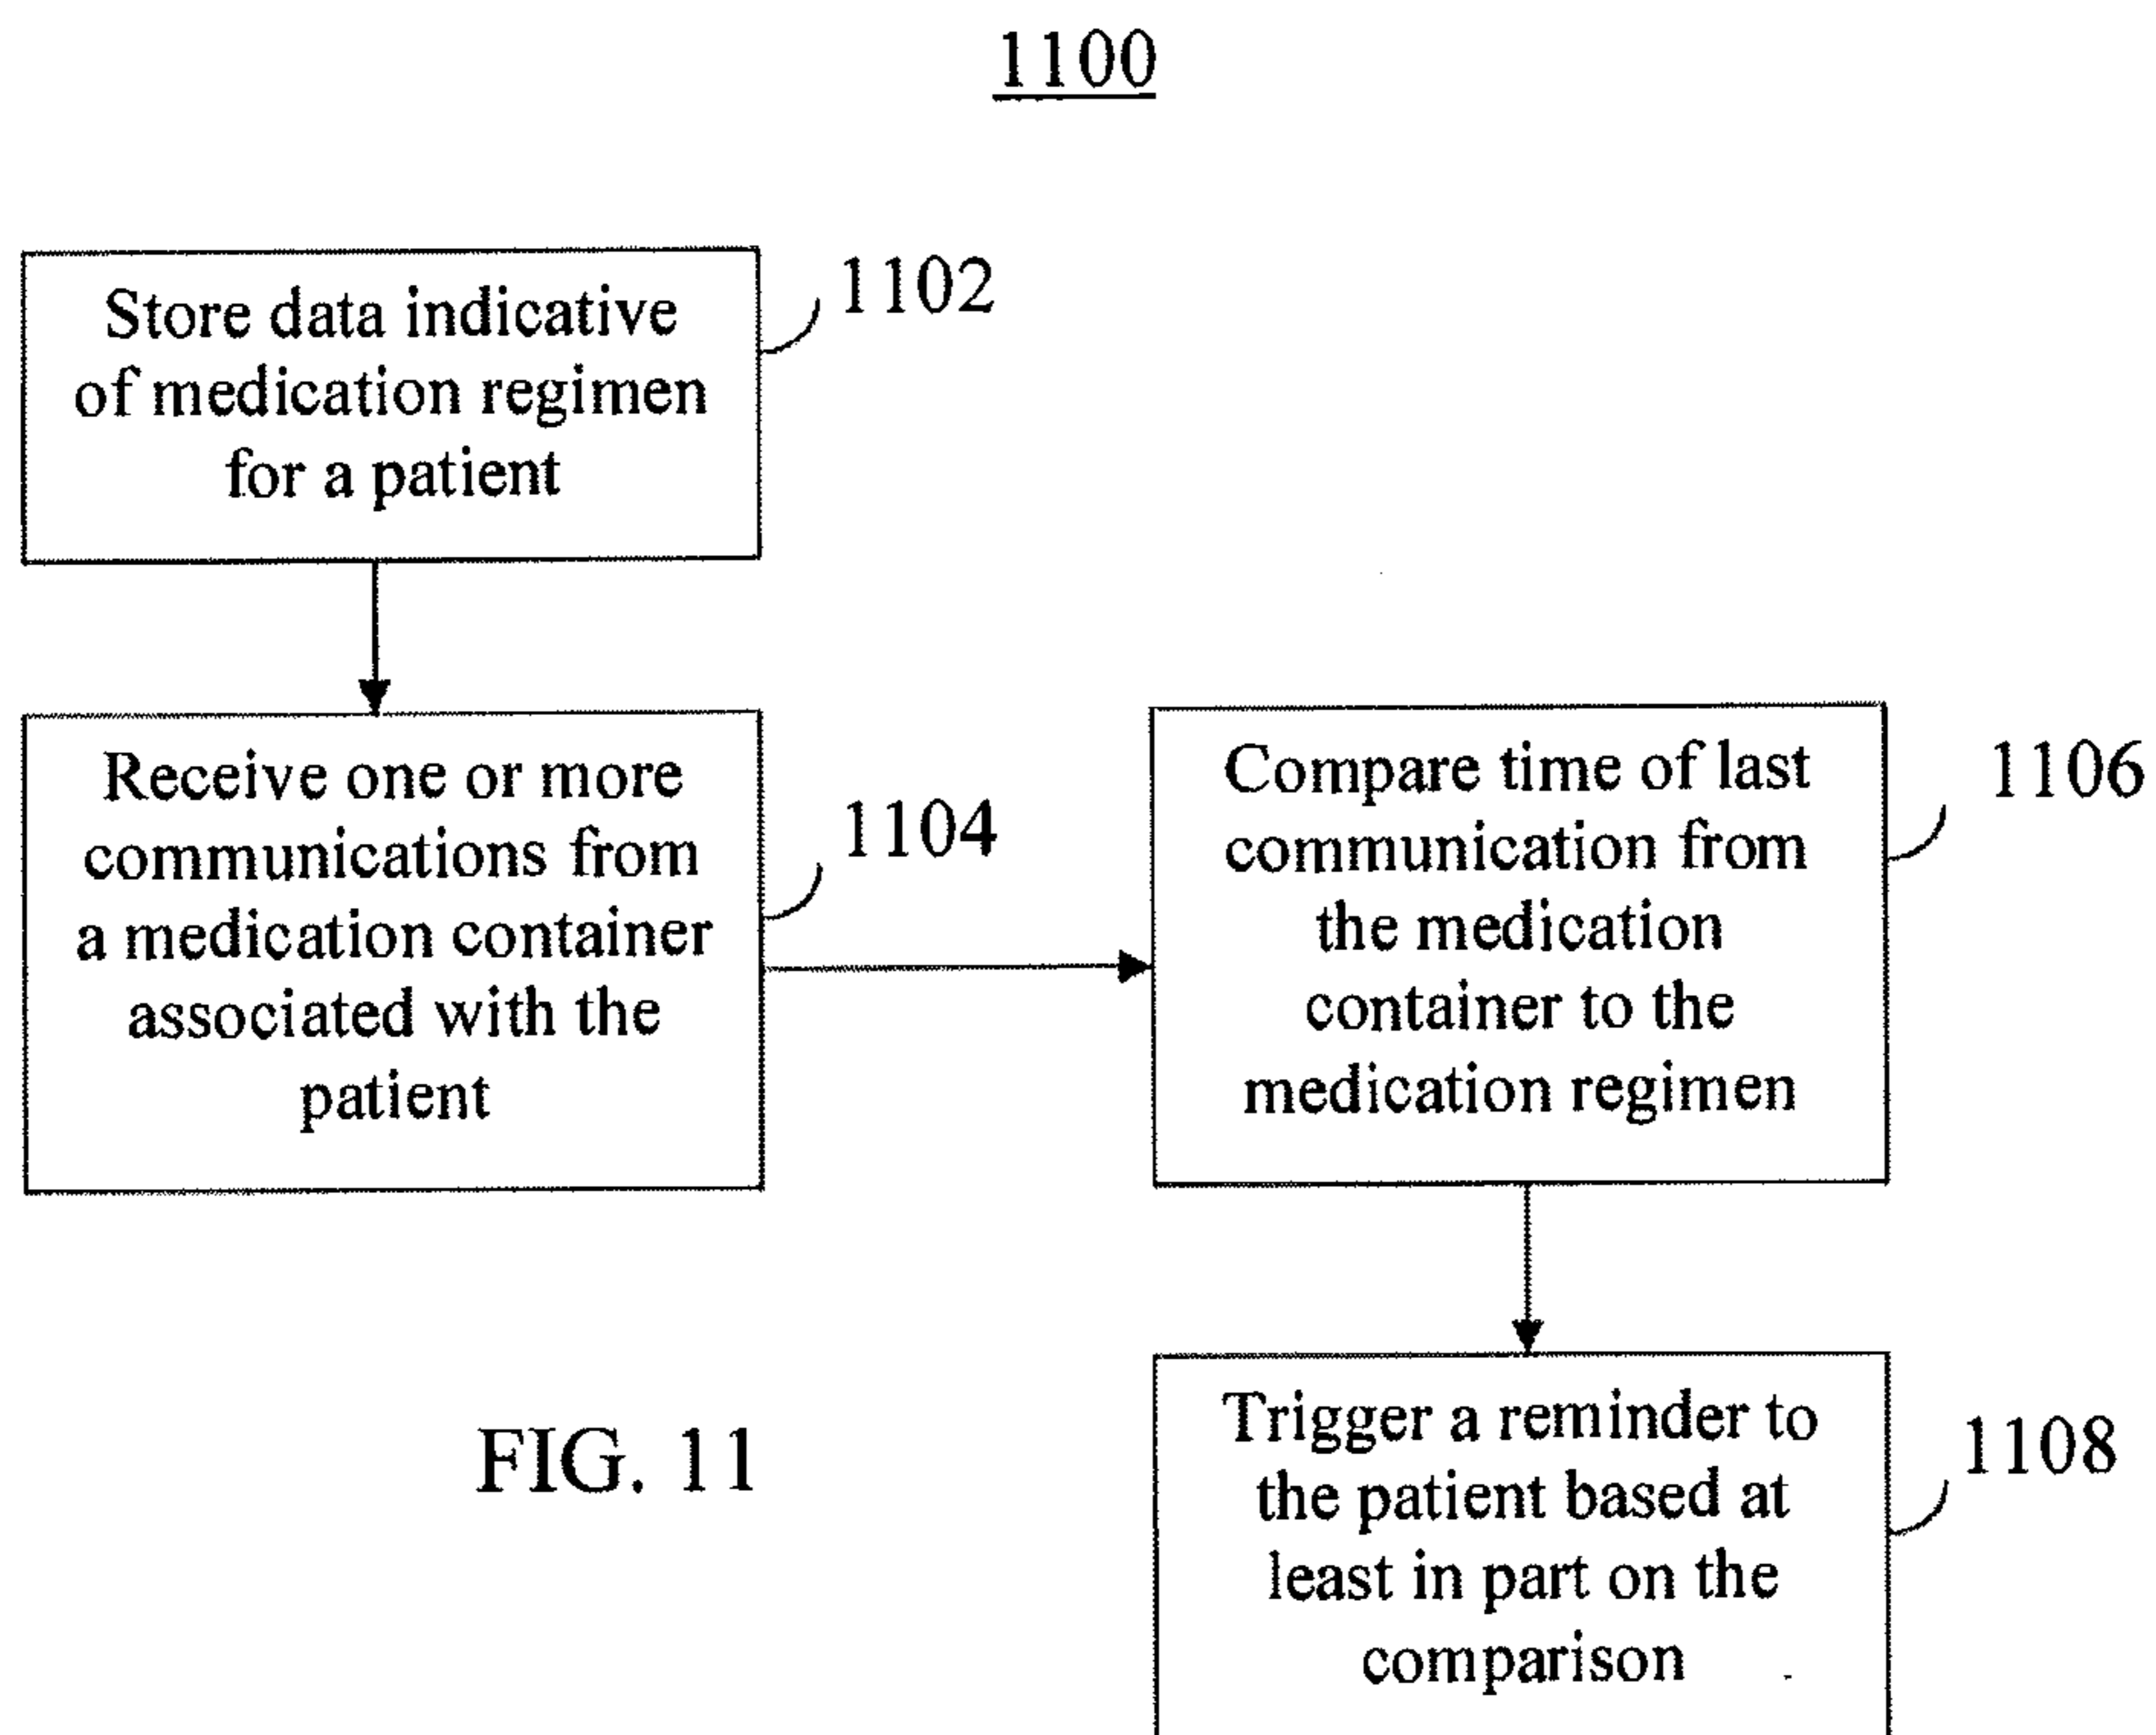 1100
Store data indicative
of medication regimen
for a patient
1102
Receive one or more
communications from
a medication container
associated with the
patient
1104
Compare time of last
communication from
the medication
container to the
medication regimen
1106
Trigger a reminder to
the patient based at
least in part on the
comparison
1108
FIG. 11